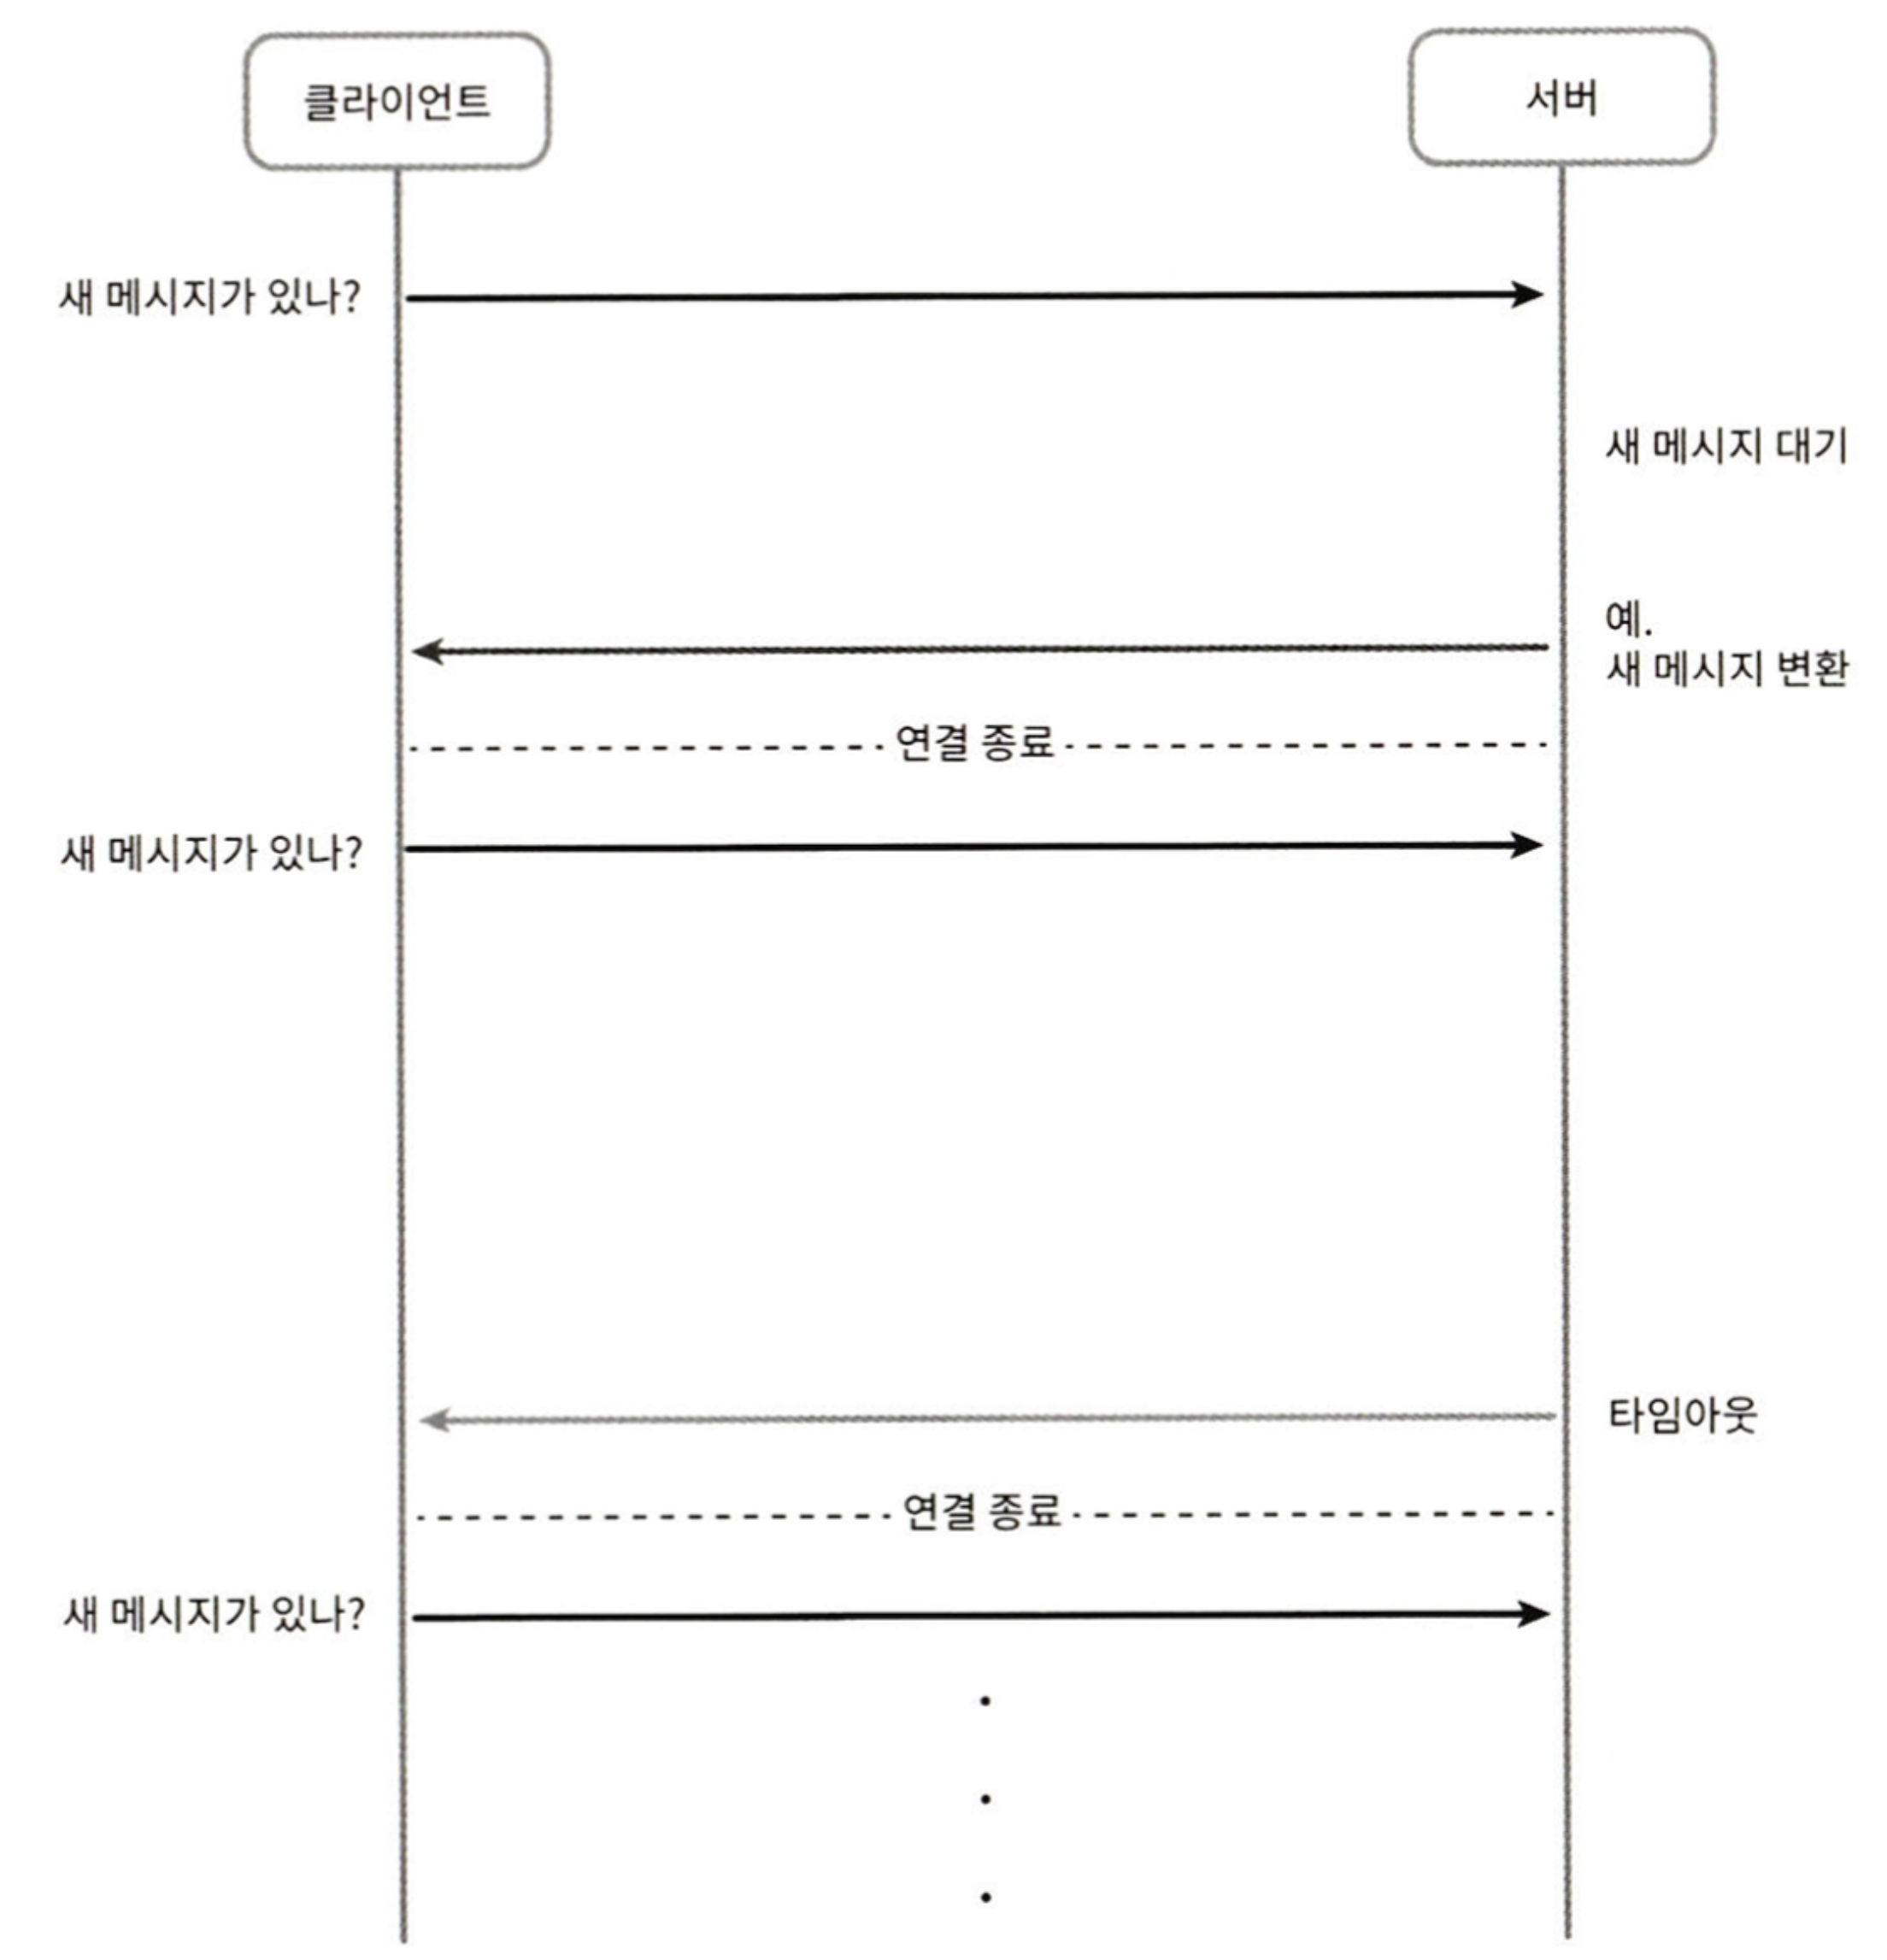 클라이언트
서버
새 메시지가 있나?
새 메시지 대기
예.
새 메시지 변환
연결 종료
새 메시지가 있나?
타임아웃
연결 종료
새 메시지가 있나?